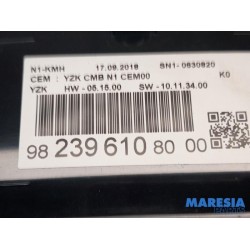 N1-KMH 17.09.2018 SN1- 0630820
CEM : YZK CMB N1 CEM00 K0
YZK HW - 05.15.00 SW - 10.11.34.00
98 239 610 80 00
MARESIA